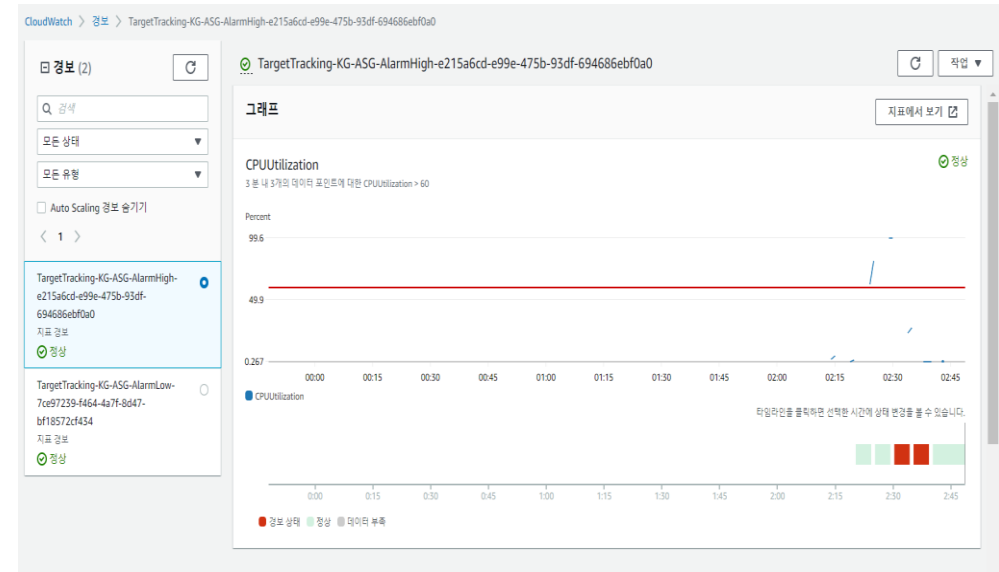 CloudWatch > 경보 > TargetTracking-KG-ASG-AlarmHigh-e215a6cd-e99e-475b-93df-694686ebf0a0
경보 (2)
검색
모든 상태
모든 유형
Auto Scaling 경보 숨기기
< 1 >
TargetTracking-KG-ASG-AlarmHigh-
e215a6cd-e99e-475b-93df-
694686ebf0a0
지표 경보
정상
TargetTracking-KG-ASG-AlarmLow-
7ce97239-f464-4a7f-8d47-
bf18572cf434
지표 경보
정상
TargetTracking-KG-ASG-AlarmHigh-e215a6cd-e99e-475b-93df-694686ebf0a0
작업
그래프
지표에서 보기
CPUUtilization
정상
3 분 내 3개의 데이터 포인트에 대한 CPUUtilization > 60
Percent
99.6
49.9
0.267
00:00 00:15 00:30 00:45 01:00 01:15 01:30 01:45 02:00 02:15 02:30 02:45
CPUUtilization
타임라인을 클릭하면 선택한 시간에 상태 변경을 볼 수 있습니다.
0:00 0:15 0:30 0:45 1:00 1:15 1:30 1:45 2:00 2:15 2:30 2:45
경보 상태 정상 데이터 부족